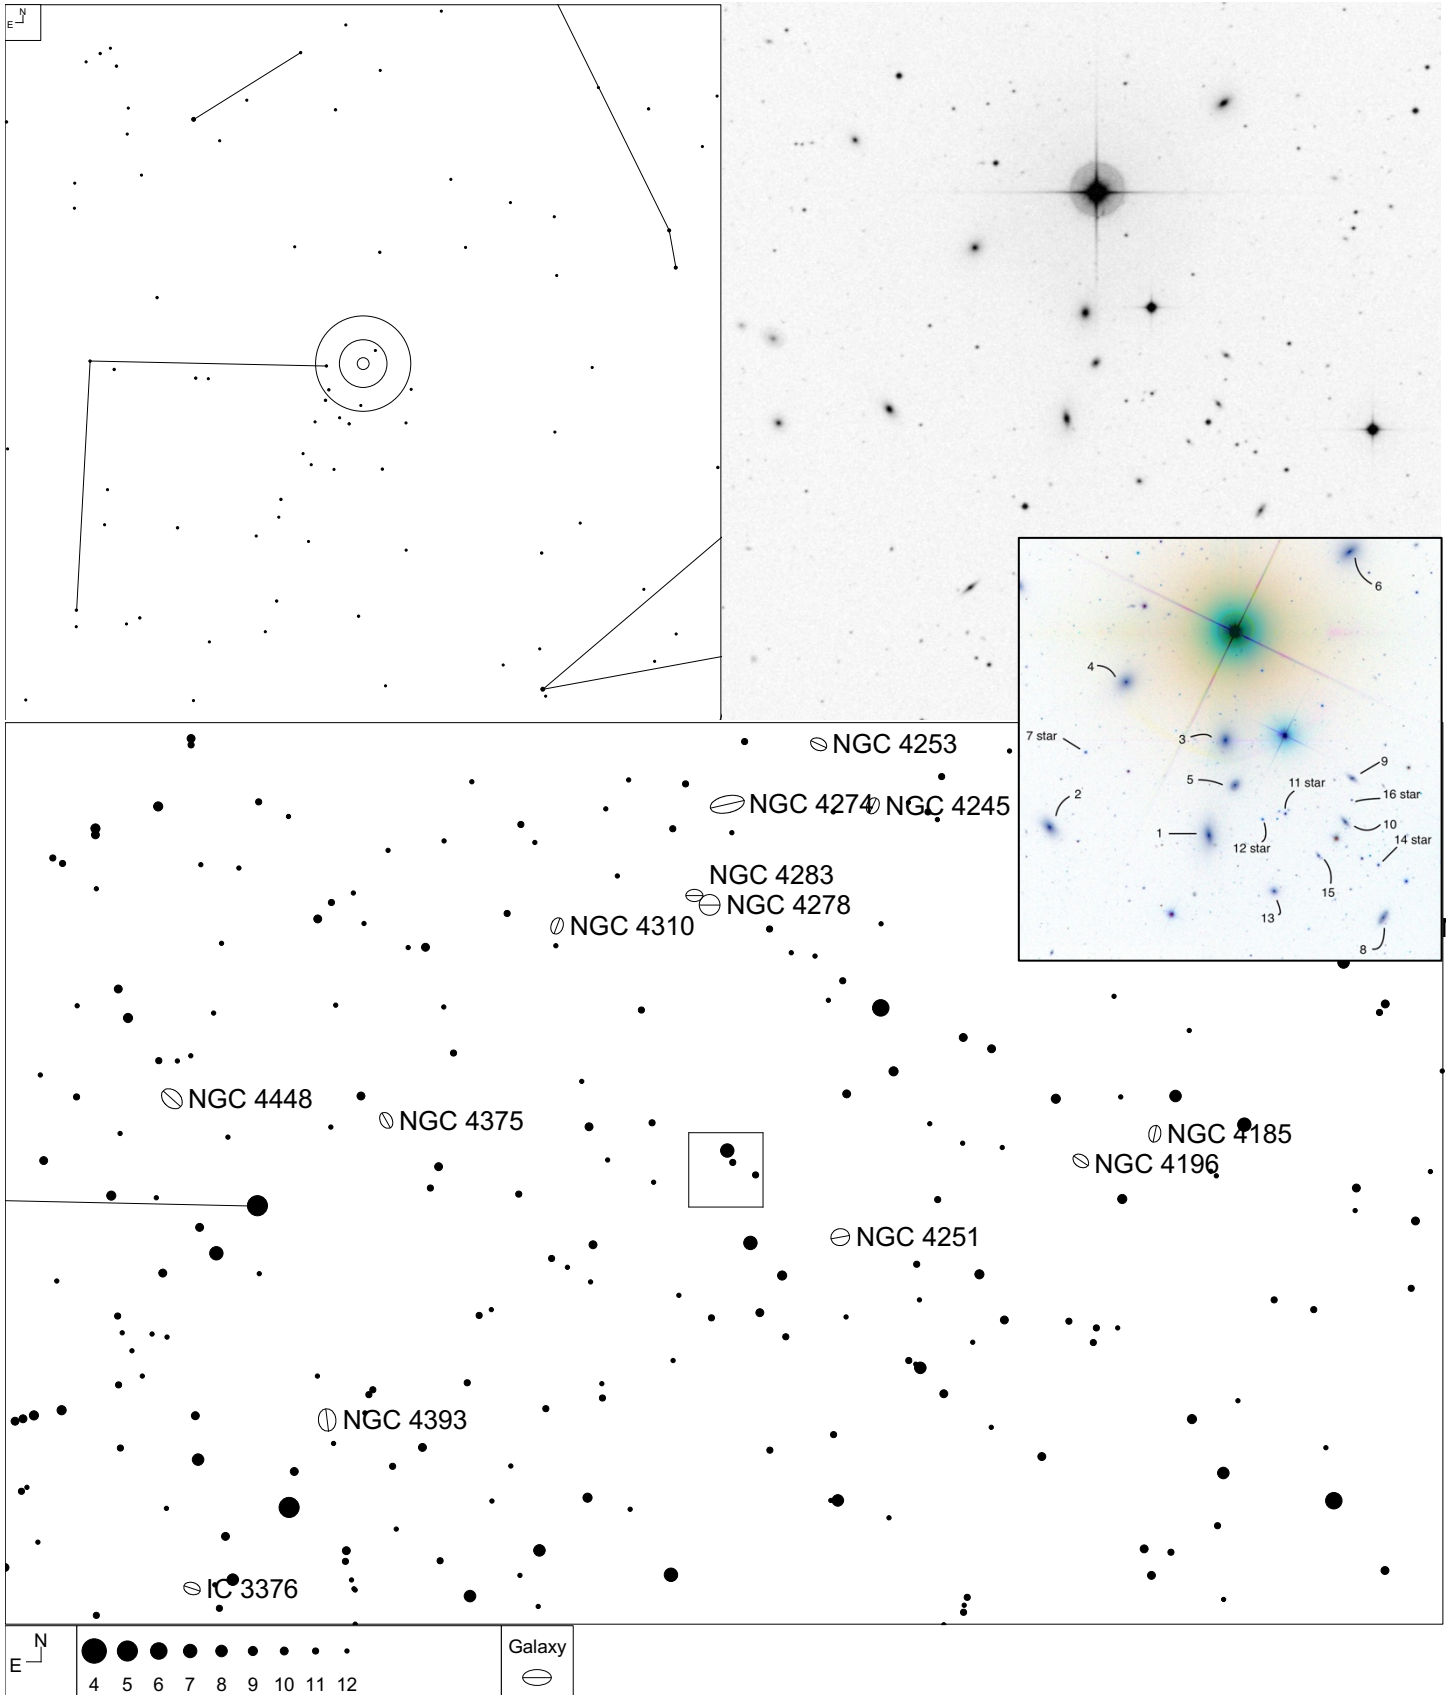 N
E
6
4
7 star
3
9
5
11 star
16 star
2
1
10
12 star
14 star
15
13
8
NGC 4253
NGC 4274
NGC 4245
NGC 4283
NGC 4278
NGC 4310
NGC 4448
NGC 4375
NGC 4185
NGC 4196
NGC 4251
NGC 4393
IC 3376
N
E
4 5 6 7 8 9 10 11 12
Galaxy